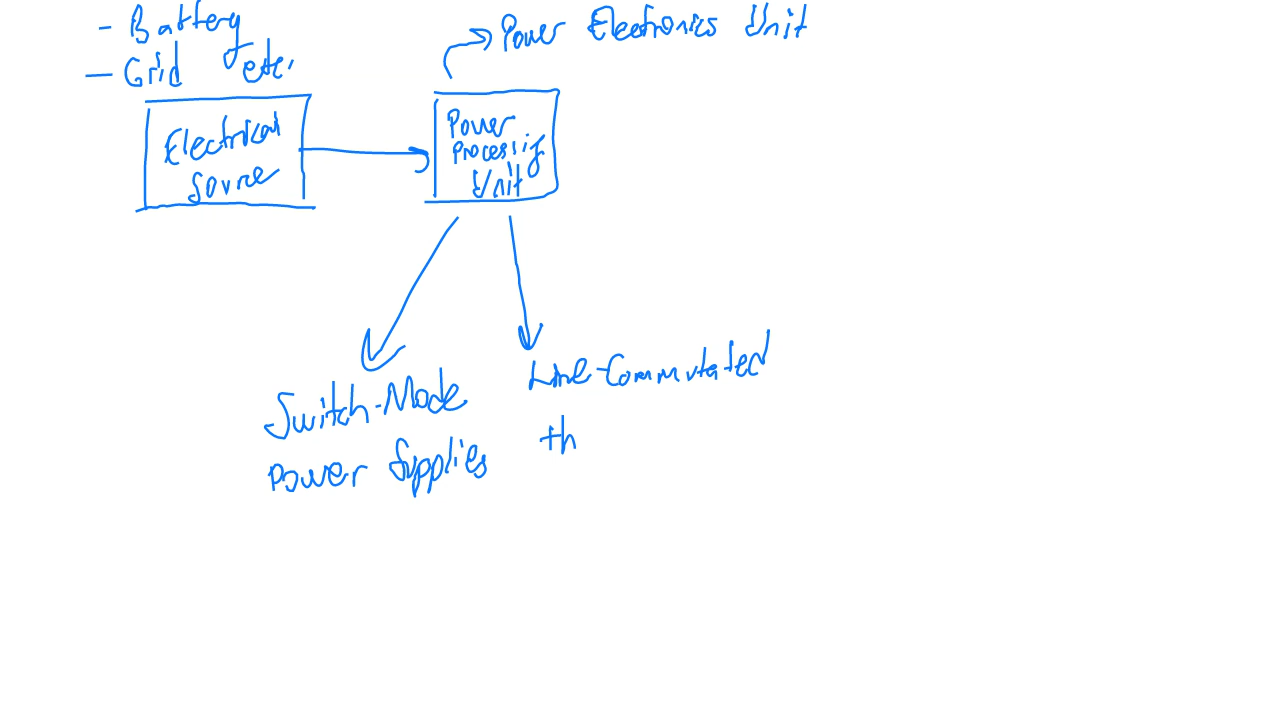 - Battery
- Grid etc.
Power Electronics Unit
Electrical
Source
Power
Processing
Unit
Switch-Mode
Power Supplies
Line-Commutated
th